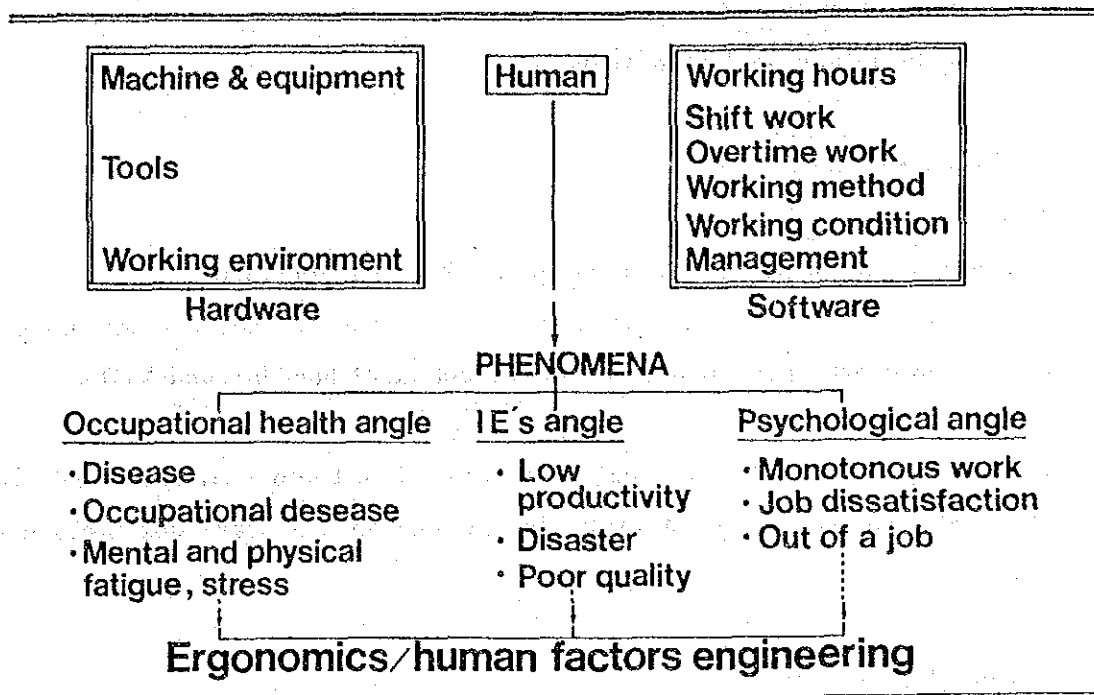 Machine & equipment
Tools
Working environment
Hardware
Human
Working hours
Shift work
Overtime work
Working method
Working condition
Management
Software
PHENOMENA
Occupational health angle
· Disease
· Occupational desease
· Mental and physical
fatigue, stress
IE´s angle
· Low
productivity
· Disaster
· Poor quality
Psychological angle
· Monotonous work
· Job dissatisfaction
· Out of a job
Ergonomics/human factors engineering